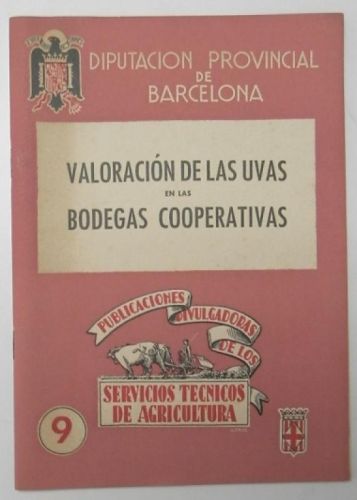 DIPUTACION PROVINCIAL
DE
BARCELONA
VALORACIÓN DE LAS UVAS
EN LAS
BODEGAS COOPERATIVAS
PUBLICACIONES
DIVULGADORAS
DE LOS
SERVICIOS TECNICOS
DE AGRICULTURA
9